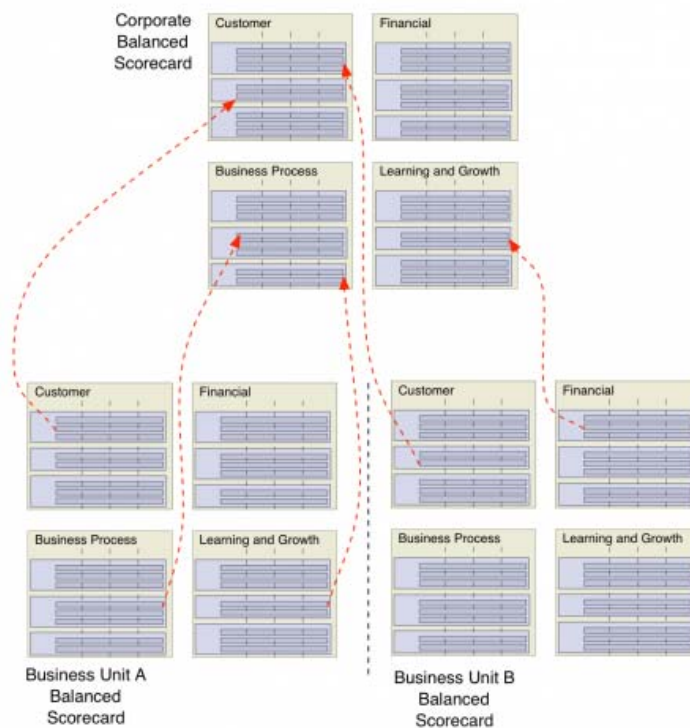 Corporate
Balanced
Scorecard
Customer
Financial
Business Process
Learning and Growth
Customer
Financial
Customer
Financial
Business Process
Learning and Growth
Business Process
Learning and Growth
Business Unit A
Balanced
Scorecard
Business Unit B
Balanced
Scorecard